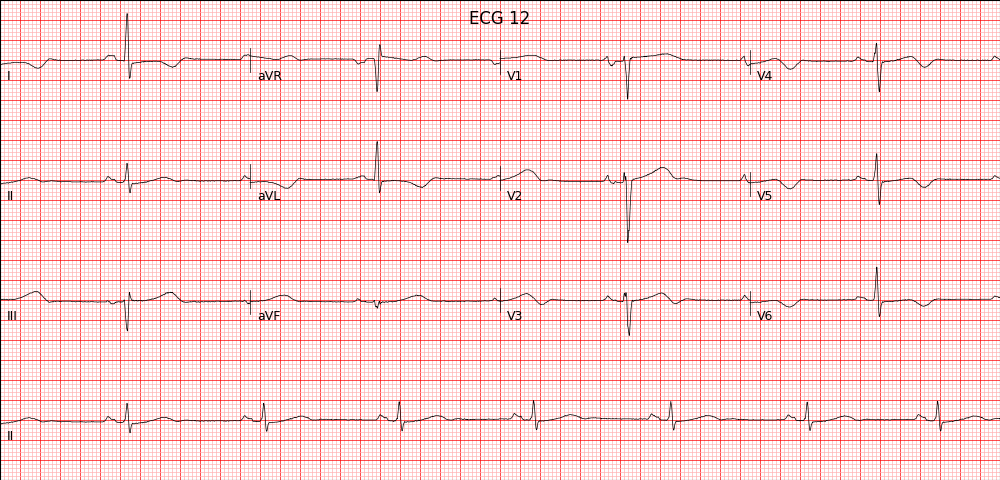 ECG 12
I aVR V1 V4
II aVL V2 V5
III aVF V3 V6
II